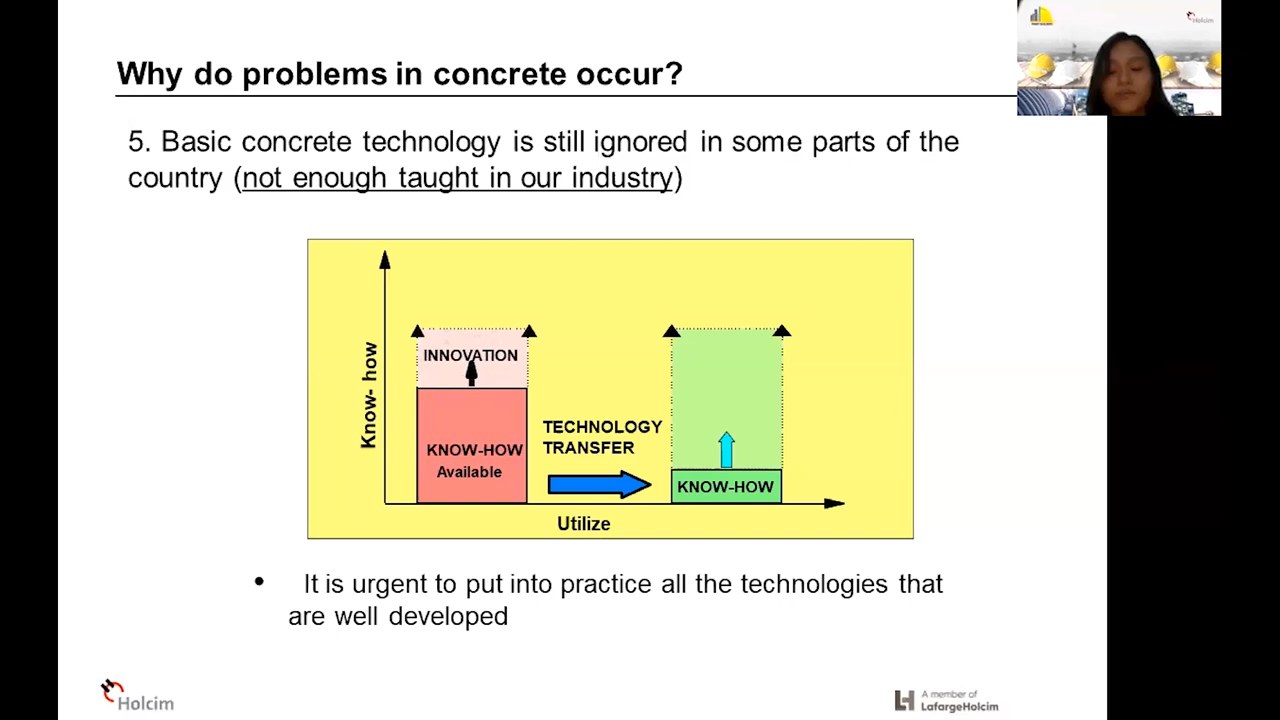 Why do problems in concrete occur?
5. Basic concrete technology is still ignored in some parts of the
country (not enough taught in our industry)
Know- how
INNOVATION
KNOW-HOW
Available
TECHNOLOGY
TRANSFER
KNOW-HOW
Utilize
• It is urgent to put into practice all the technologies that
are well developed
Holcim
A member of
LafargeHolcim
Holcim